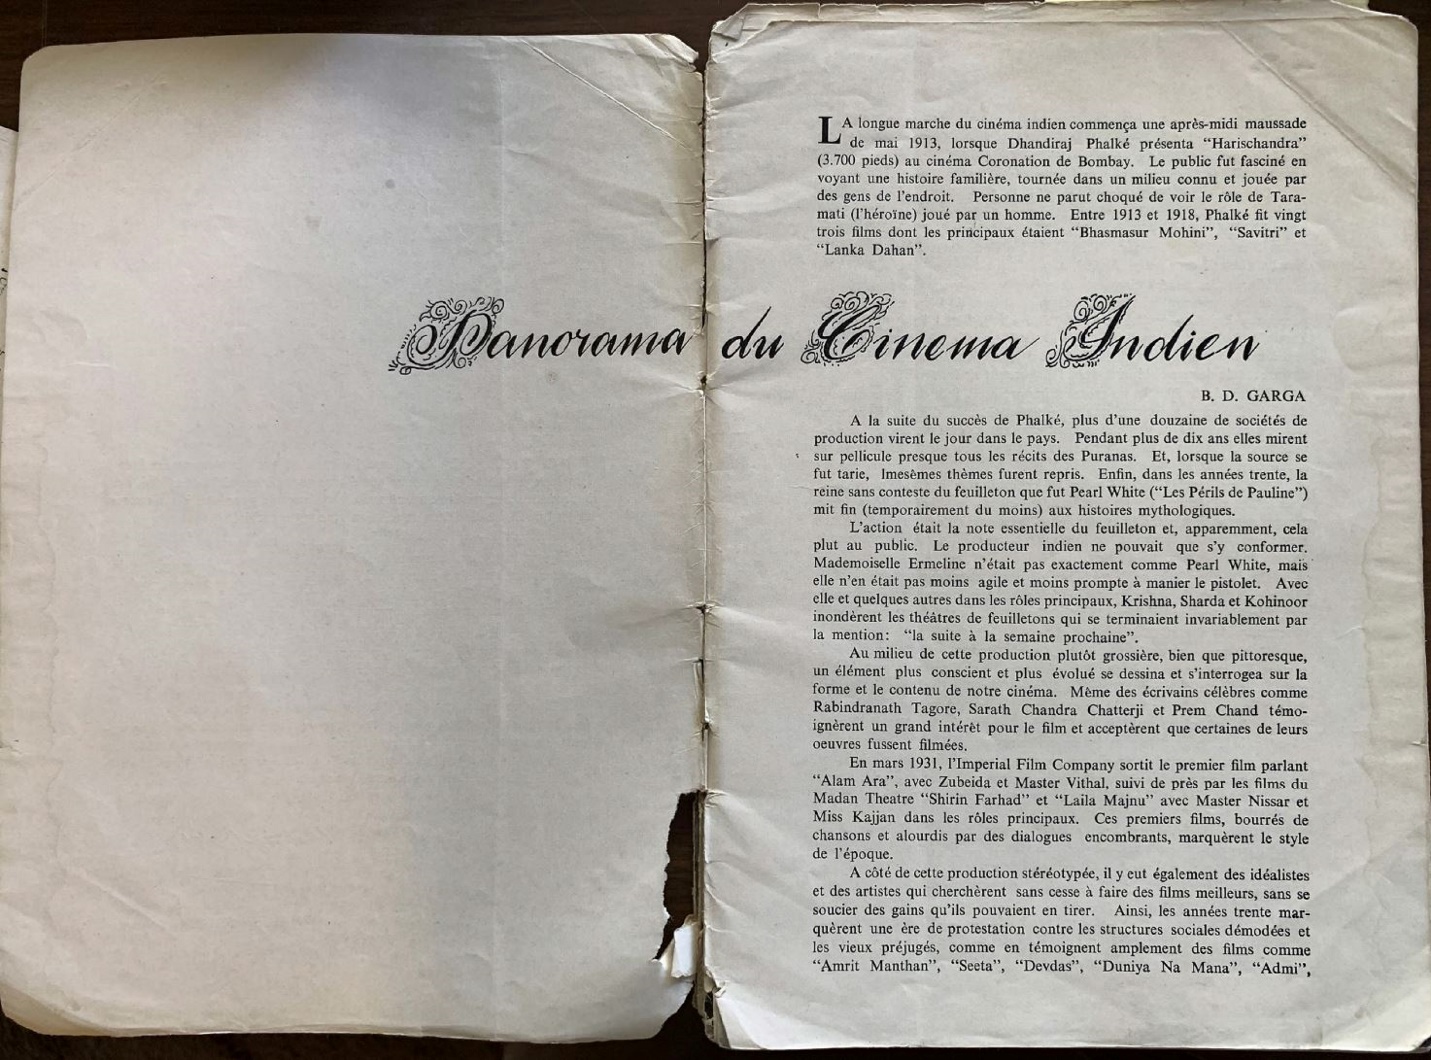 LA longue marche du cinéma indien commença une après-midi maussade
de mai 1913, lorsque Dhandiraj Phalké présenta “Harischandra”
(3.700 pieds) au cinéma Coronation de Bombay. Le public fut fasciné en
voyant une histoire familière, tournée dans un milieu connu et jouée par
des gens de l'endroit. Personne ne parut choqué de voir le rôle de Tara-
mati (l'héroïne) joué par un homme. Entre 1913 et 1918, Phalké fit vingt
trois films dont les principaux étaient “Bhasmasur Mohini”, “Savitri” et
“Lanka Dahan”.
Panorama du Cinema Indien
B. D. GARGA
A la suite du succès de Phalké, plus d'une douzaine de sociétés de
production virent le jour dans le pays. Pendant plus de dix ans elles mirent
sur pellicule presque tous les récits des Puranas. Et, lorsque la source se
fut tarie, lmesêmes thèmes furent repris. Enfin, dans les années trente, la
reine sans conteste du feuilleton que fut Pearl White (“Les Périls de Pauline”)
mit fin (temporairement du moins) aux histoires mythologiques.
L'action était la note essentielle du feuilleton et, apparemment, cela
plut au public. Le producteur indien ne pouvait que s'y conformer.
Mademoiselle Ermeline n'était pas exactement comme Pearl White, mais
elle n'en était pas moins agile et moins prompte à manier le pistolet. Avec
elle et quelques autres dans les rôles principaux, Krishna, Sharda et Kohinoor
inondèrent les théâtres de feuilletons qui se terminaient invariablement par
la mention: “la suite à la semaine prochaine”.
Au milieu de cette production plutôt grossière, bien que pittoresque,
un élément plus conscient et plus évolué se dessina et s'interrogea sur la
forme et le contenu de notre cinéma. Même des écrivains célèbres comme
Rabindranath Tagore, Sarath Chandra Chatterji et Prem Chand témo-
ignèrent un grand intérêt pour le film et acceptèrent que certaines de leurs
oeuvres fussent filmées.
En mars 1931, l'Imperial Film Company sortit le premier film parlant
“Alam Ara”, avec Zubeida et Master Vithal, suivi de près par les films du
Madan Theatre “Shirin Farhad” et “Laila Majnu” avec Master Nissar et
Miss Kajjan dans les rôles principaux. Ces premiers films, bourrés de
chansons et alourdis par des dialogues encombrants, marquèrent le style
de l'époque.
A côté de cette production stéréotypée, il y eut également des idéalistes
et des artistes qui cherchèrent sans cesse à faire des films meilleurs, sans se
soucier des gains qu'ils pouvaient en tirer. Ainsi, les années trente mar-
quèrent une ère de protestation contre les structures sociales démodées et
les vieux préjugés, comme en témoignent amplement des films comme
“Amrit Manthan”, “Seeta”, “Devdas”, “Duniya Na Mana”, “Admi”,